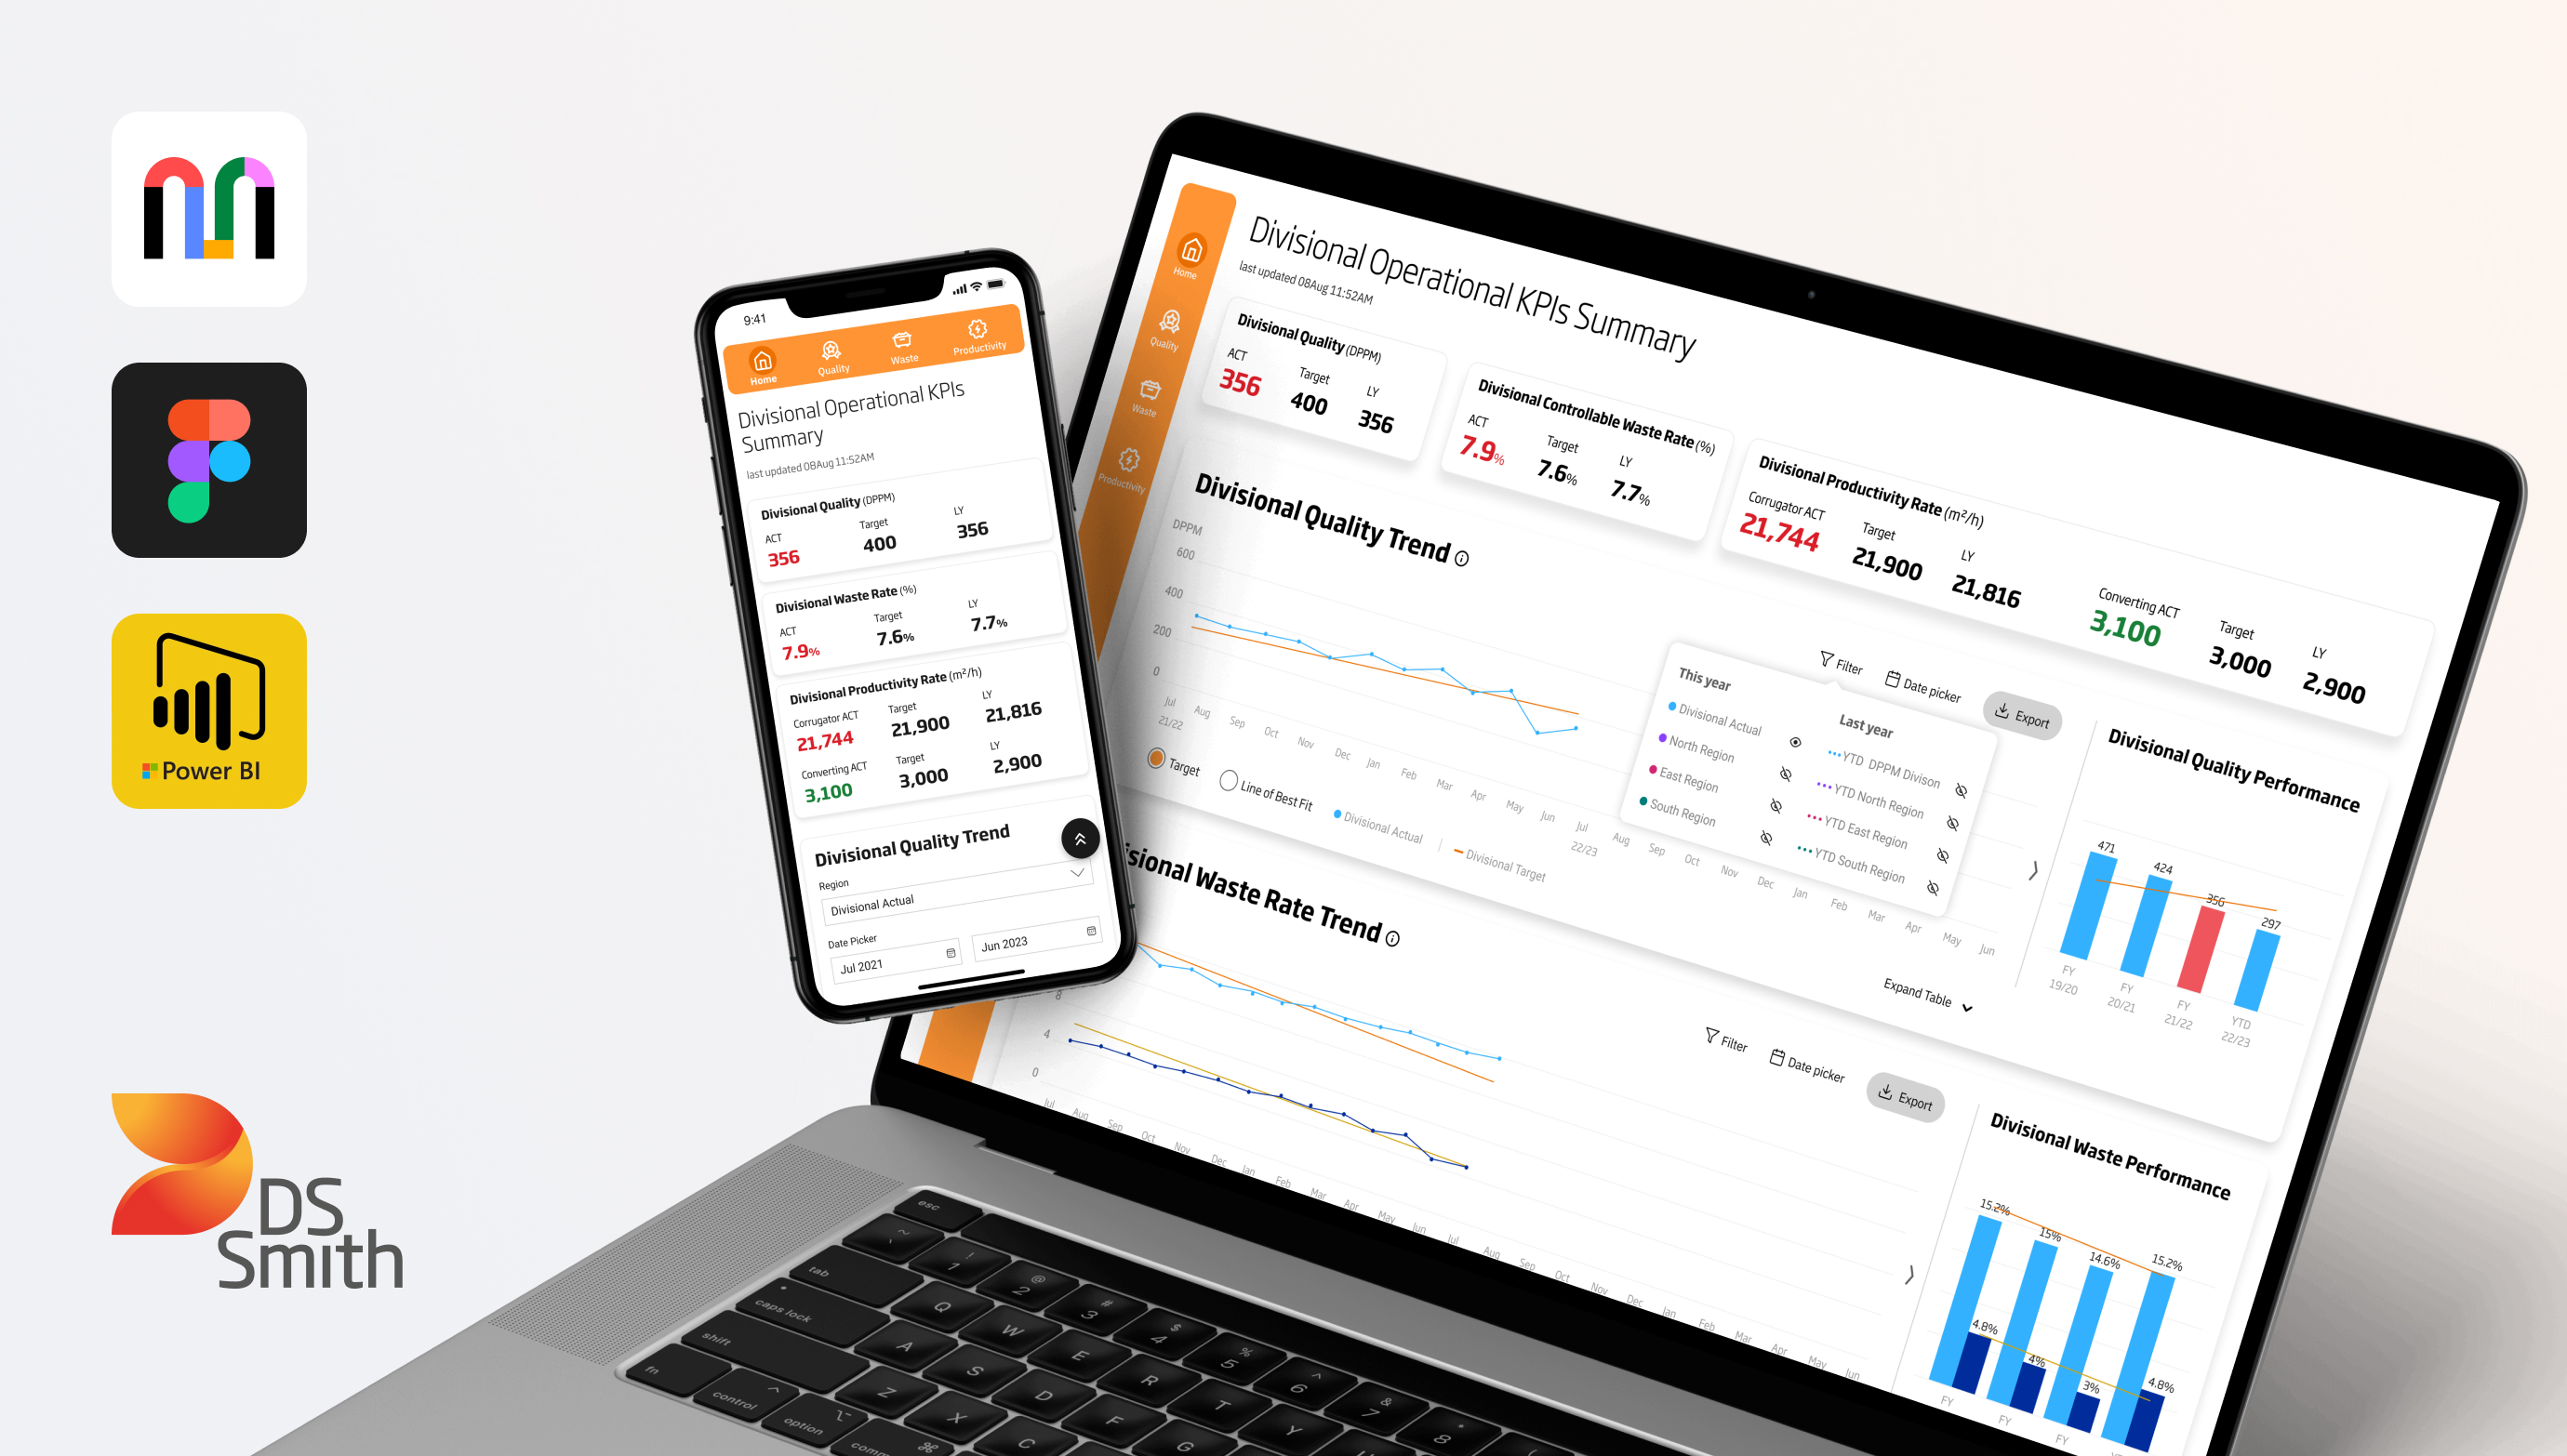 Power BI
DS
Smith
9:41
Home
Quality
Waste
Productivity
Divisional Operational KPIs
Summary
last updated 08Aug 11:52AM
Divisional Quality (DPPM)
ACT Target LY
356 400 356
Divisional Waste Rate (%)
ACT Target LY
7.9% 7.6% 7.7%
Divisional Productivity Rate (m²/h)
Corrugator ACT Target LY
21,744 21,900 21,816
Converting ACT Target LY
3,100 3,000 2,900
Divisional Quality Trend
Region
Divisional Actual
Date Picker
Jul 2021 Jun 2023
Home
Quality
Waste
Productivity
Divisional Operational KPIs Summary
last updated 08Aug 11:52AM
Divisional Quality (DPPM)
ACT Target LY
356 400 356
Divisional Controllable Waste Rate (%)
ACT Target LY
7.9% 7.6% 7.7%
Divisional Productivity Rate (m²/h)
Corrugator ACT Target LY
21,744 21,900 21,816
Converting ACT Target LY
3,100 3,000 2,900
Divisional Quality Trend
Filter Date picker Export
DPPM
600
400
200
0
Jul Aug Sep Oct Nov Dec Jan Feb Mar Apr May Jun Jul Aug Sep Oct Nov Dec Jan Feb Mar Apr May Jun
21/22 22/23
Target Line of Best Fit Divisional Actual Divisional Target
This year
Divisional Actual
North Region
East Region
South Region
Last year
YTD DPPM Divison
YTD North Region
YTD East Region
YTD South Region
Expand Table
Divisional Quality Performance
471 424 356 297
FY FY FY YTD
19/20 20/21 21/22 22/23
sional Waste Rate Trend
Filter Date picker Export
8
4
0
Jul Aug Sep Oct Nov Dec Jan Feb Mar Apr May Jun Jul Aug Sep Oct Nov Dec Jan Feb Mar Apr May Jun
Divisional Waste Performance
15.2% 15% 14.6% 15.2%
4.8% 4% 3% 4.8%
FY FY FY
esc
~ ! @ # $ % ^ & *
` 1 2 3 4 5 6 7 8
tab Q W E R T Y
caps lock A S D F G
shift Z X C
fn control option